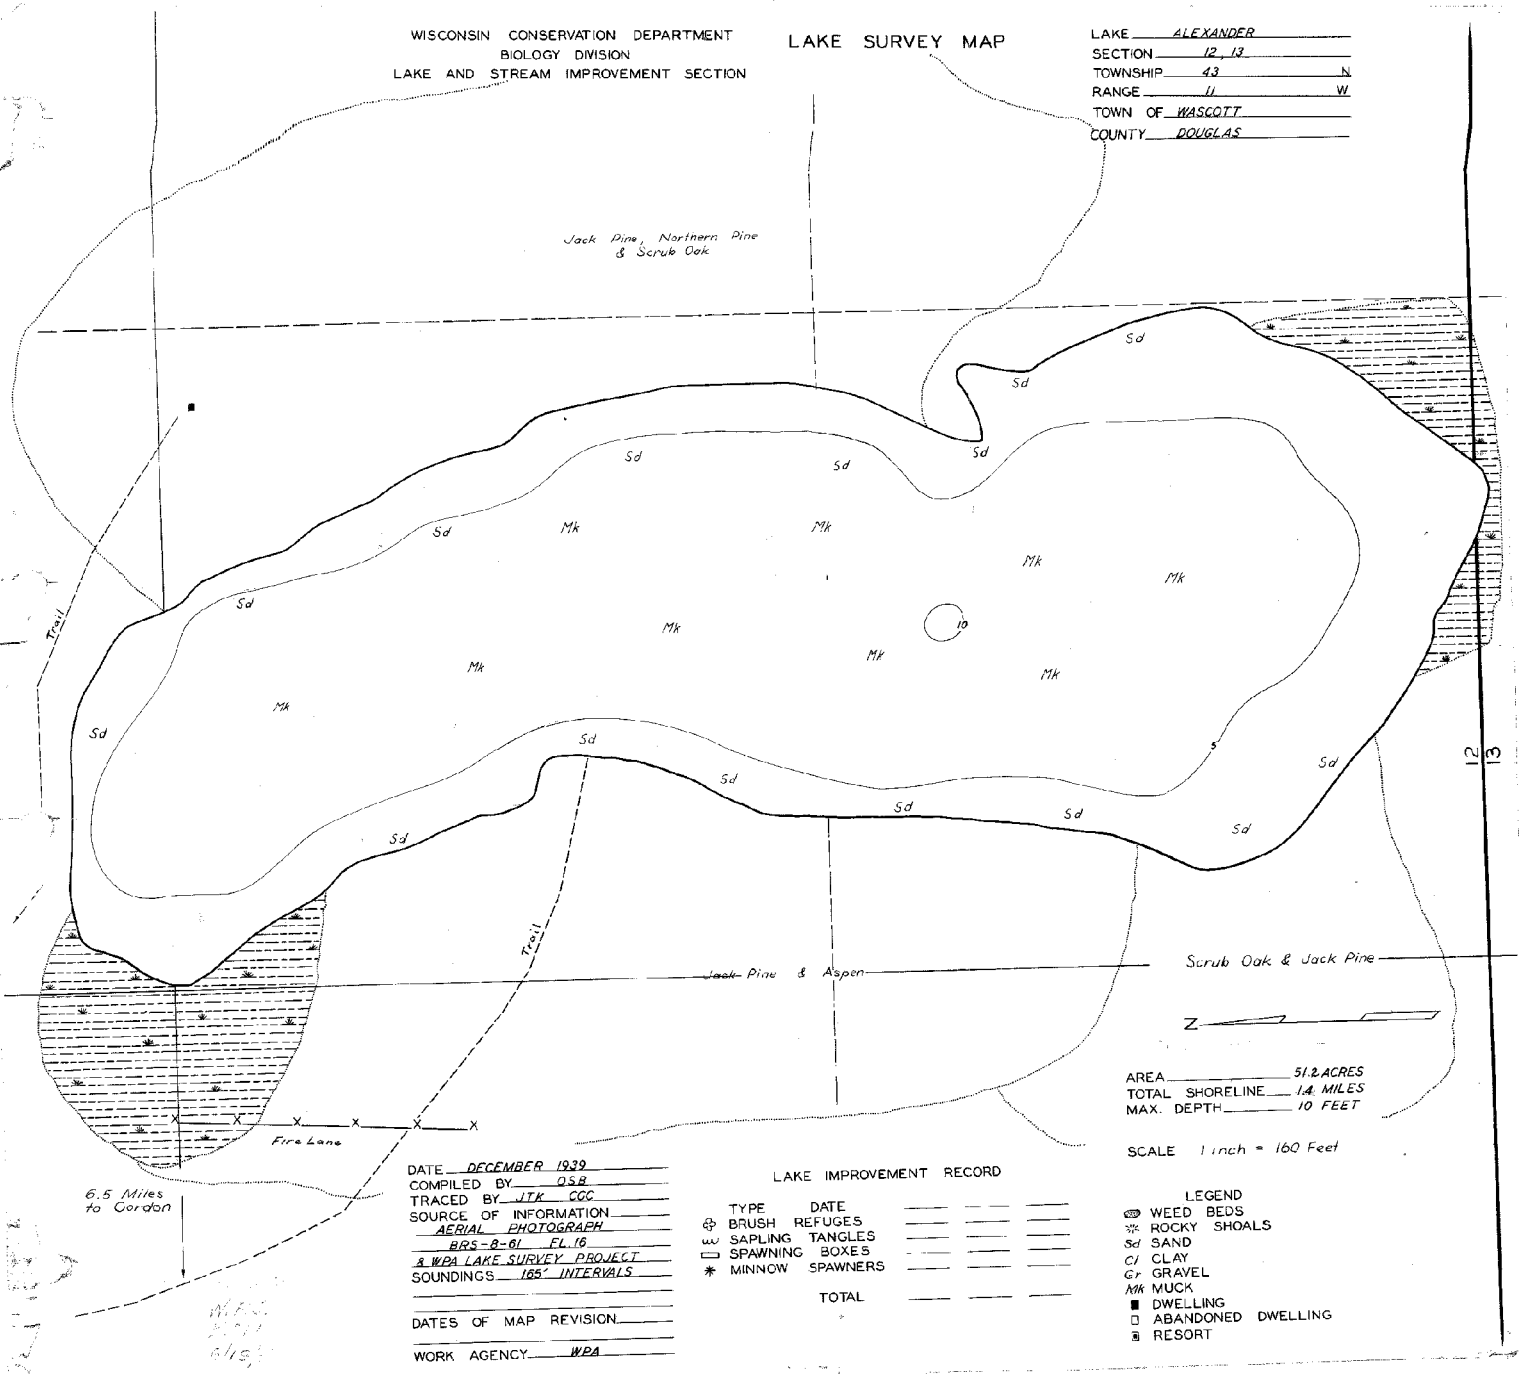 WISCONSIN CONSERVATION DEPARTMENT
BIOLOGY DIVISION
LAKE AND STREAM IMPROVEMENT SECTION
LAKE SURVEY MAP
LAKE ALEXANDER
SECTION 12, 13
TOWNSHIP 43 N
RANGE 11 W
TOWN OF WASCOTT
COUNTY DOUGLAS
Jack Pine, Northern Pine
& Scrub Oak
Sd
Sd
Sd
Sd
Sd
Sd
Mk
Mk
Mk
Mk
Sd
Trail
10
Mk
Mk
Mk
Mk
Mk
Sd
Sd
5
12
13
Sd
Sd
Sd
Sd
Sd
Sd
Trail
Jack Pine & Aspen
Scrub Oak & Jack Pine
Z
AREA 51.2 ACRES
TOTAL SHORELINE 1.4 MILES
MAX. DEPTH 10 FEET
X X X X X X
Fire Lane
SCALE 1 inch = 160 Feet
6.5 Miles
to Gordon
DATE DECEMBER 1939
COMPILED BY OSB
TRACED BY JTK CCC
SOURCE OF INFORMATION
AERIAL PHOTOGRAPH
BRS-8-61 FL.16
& WPA LAKE SURVEY PROJECT
SOUNDINGS 165' INTERVALS
DATES OF MAP REVISION
WORK AGENCY WPA
LAKE IMPROVEMENT RECORD
TYPE DATE
BRUSH REFUGES
SAPLING TANGLES
SPAWNING BOXES
MINNOW SPAWNERS
TOTAL
LEGEND
WEED BEDS
ROCKY SHOALS
Sd SAND
Cl CLAY
Gr GRAVEL
Mk MUCK
DWELLING
ABANDONED DWELLING
RESORT